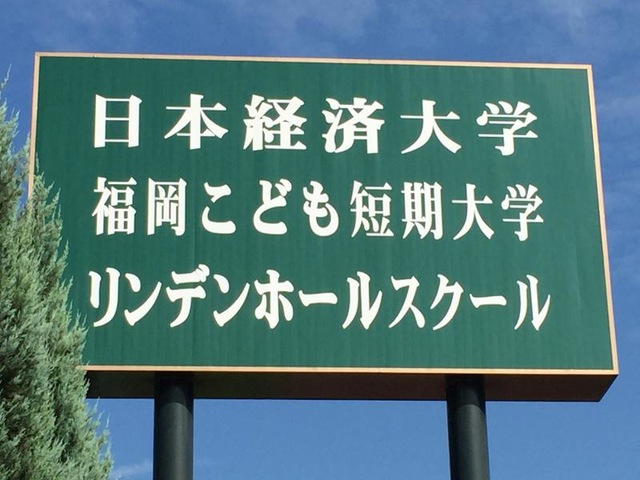 日本経済大学
福岡こども短期大学
リンデンホールスクール